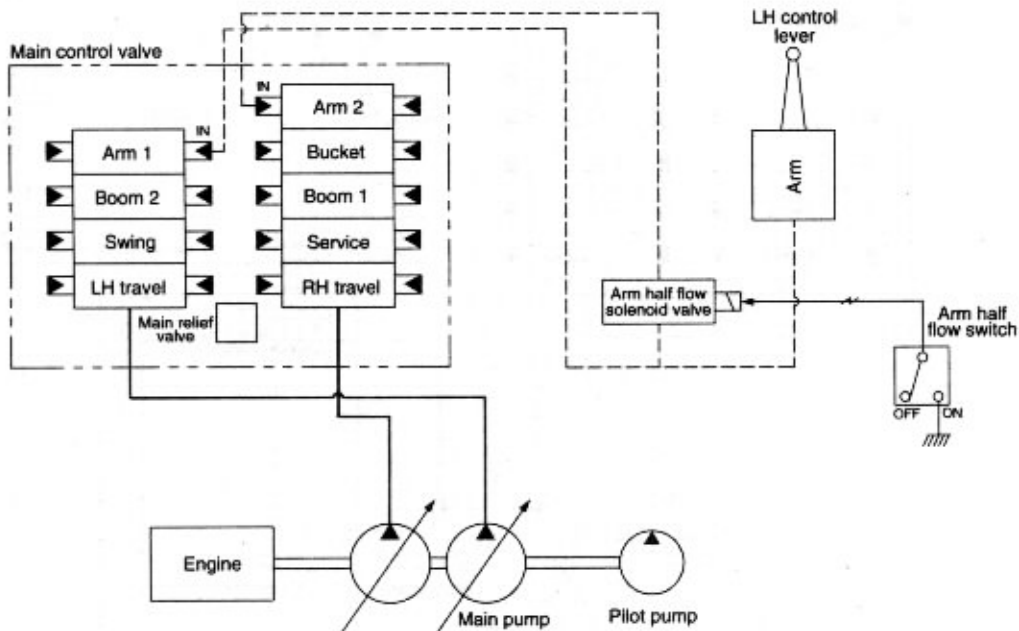 LH control
lever
Main control valve
IN
Arm 2
IN
Arm 1
Bucket
Arm
Boom 2
Boom 1
Swing
Service
LH travel
RH travel
Arm half flow
solenoid valve
Main relief
valve
Arm half
flow switch
OFF
ON
Engine
Main pump
Pilot pump